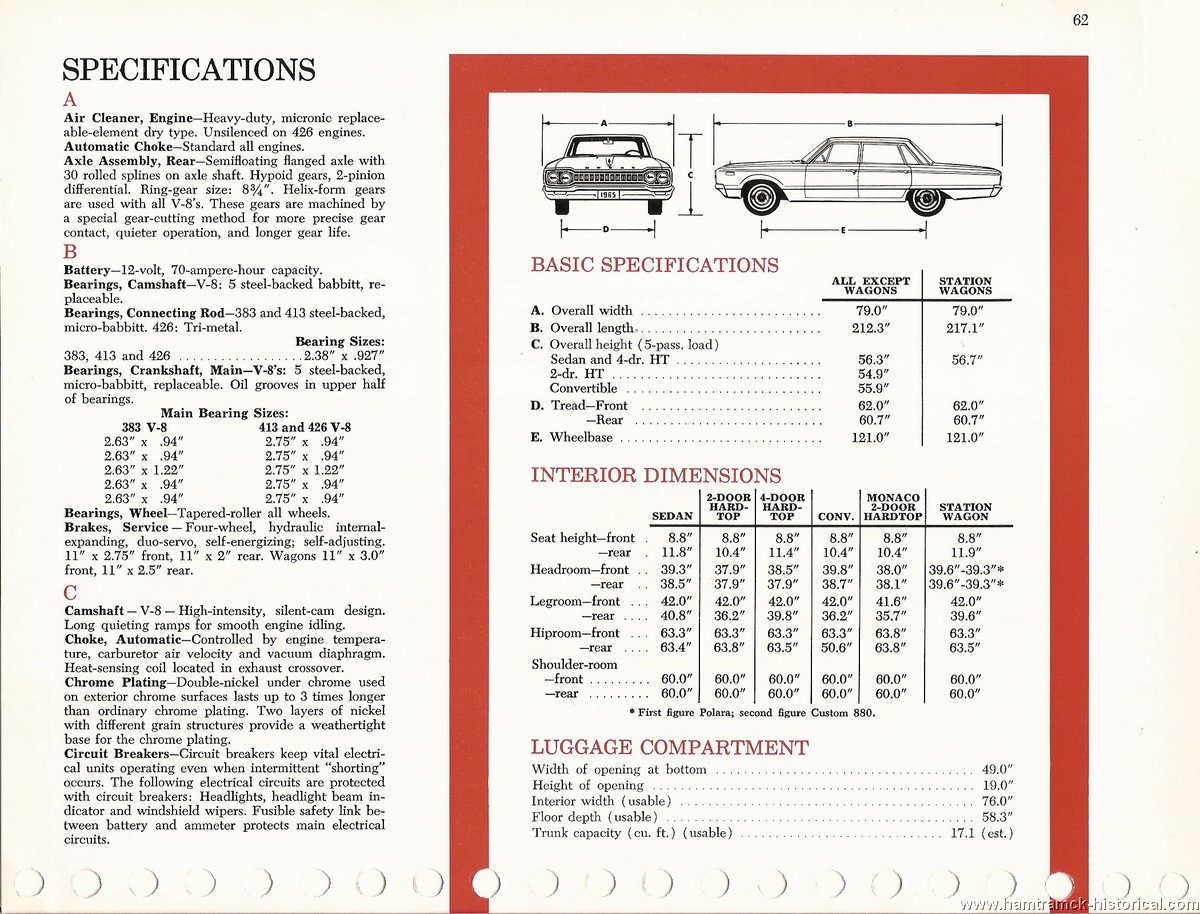 62
SPECIFICATIONS
A
Air Cleaner, Engine—Heavy-duty, micronic replace-
able-element dry type. Unsilenced on 426 engines.
Automatic Choke—Standard all engines.
Axle Assembly, Rear—Semifloating flanged axle with
30 rolled splines on axle shaft. Hypoid gears, 2-pinion
differential. Ring-gear size: 8¾″. Helix-form gears
are used with all V-8's. These gears are machined by
a special gear-cutting method for more precise gear
contact, quieter operation, and longer gear life.
B
Battery—12-volt, 70-ampere-hour capacity.
Bearings, Camshaft—V-8: 5 steel-backed babbitt, re-
placeable.
Bearings, Connecting Rod—383 and 413 steel-backed,
micro-babbitt. 426: Tri-metal.
Bearing Sizes:
383, 413 and 426 ..................2.38″ x .927″
Bearings, Crankshaft, Main—V-8's: 5 steel-backed,
micro-babbitt, replaceable. Oil grooves in upper half
of bearings.
Main Bearing Sizes:
383 V-8 413 and 426 V-8
2.63″ x .94″ 2.75″ x .94″
2.63″ x .94″ 2.75″ x .94″
2.63″ x 1.22″ 2.75″ x 1.22″
2.63″ x .94″ 2.75″ x .94″
2.63″ x .94″ 2.75″ x .94″
Bearings, Wheel—Tapered-roller all wheels.
Brakes, Service — Four-wheel, hydraulic internal-
expanding, duo-servo, self-energizing; self-adjusting.
11″ x 2.75″ front, 11″ x 2″ rear. Wagons 11″ x 3.0″
front, 11″ x 2.5″ rear.
C
Camshaft — V-8 — High-intensity, silent-cam design.
Long quieting ramps for smooth engine idling.
Choke, Automatic—Controlled by engine tempera-
ture, carburetor air velocity and vacuum diaphragm.
Heat-sensing coil located in exhaust crossover.
Chrome Plating—Double-nickel under chrome used
on exterior chrome surfaces lasts up to 3 times longer
than ordinary chrome plating. Two layers of nickel
with different grain structures provide a weathertight
base for the chrome plating.
Circuit Breakers—Circuit breakers keep vital electri-
cal units operating even when intermittent “shorting”
occurs. The following electrical circuits are protected
with circuit breakers: Headlights, headlight beam in-
dicator and windshield wipers. Fusible safety link be-
tween battery and ammeter protects main electrical
circuits.
A B
C
1965
D E
BASIC SPECIFICATIONS
ALL EXCEPT STATION
WAGONS WAGONS
A. Overall width .......................... 79.0″ 79.0″
B. Overall length .......................... 212.3″ 217.1″
C. Overall height (5-pass. load)
Sedan and 4-dr. HT ..................... 56.3″ 56.7″
2-dr. HT .............................. 54.9″
Convertible ............................ 55.9″
D. Tread—Front .......................... 62.0″ 62.0″
—Rear ........................... 60.7″ 60.7″
E. Wheelbase ............................. 121.0″ 121.0″
INTERIOR DIMENSIONS
2-DOOR 4-DOOR MONACO
HARD- HARD- 2-DOOR STATION
SEDAN TOP TOP CONV. HARDTOP WAGON
Seat height—front . 8.8″ 8.8″ 8.8″ 8.8″ 8.8″ 8.8″
—rear . 11.8″ 10.4″ 11.4″ 10.4″ 10.4″ 11.9″
Headroom—front .. 39.3″ 37.9″ 38.5″ 39.8″ 38.0″ 39.6″-39.3″*
—rear .. 38.5″ 37.9″ 37.9″ 38.7″ 38.1″ 39.6″-39.3″*
Legroom—front ... 42.0″ 42.0″ 42.0″ 42.0″ 41.6″ 42.0″
—rear .... 40.8″ 36.2″ 39.8″ 36.2″ 35.7″ 39.6″
Hiproom—front ... 63.3″ 63.3″ 63.3″ 63.3″ 63.8″ 63.3″
—rear .... 63.4″ 63.8″ 63.5″ 50.6″ 63.8″ 63.5″
Shoulder-room
—front ......... 60.0″ 60.0″ 60.0″ 60.0″ 60.0″ 60.0″
—rear ......... 60.0″ 60.0″ 60.0″ 60.0″ 60.0″ 60.0″
* First figure Polara; second figure Custom 880.
LUGGAGE COMPARTMENT
Width of opening at bottom .................................... 49.0″
Height of opening ............................................. 19.0″
Interior width (usable) ......................................... 76.0″
Floor depth (usable) ........................................... 58.3″
Trunk capacity (cu. ft.) (usable) ............................ 17.1 (est.)
www.hamtramck-historical.com